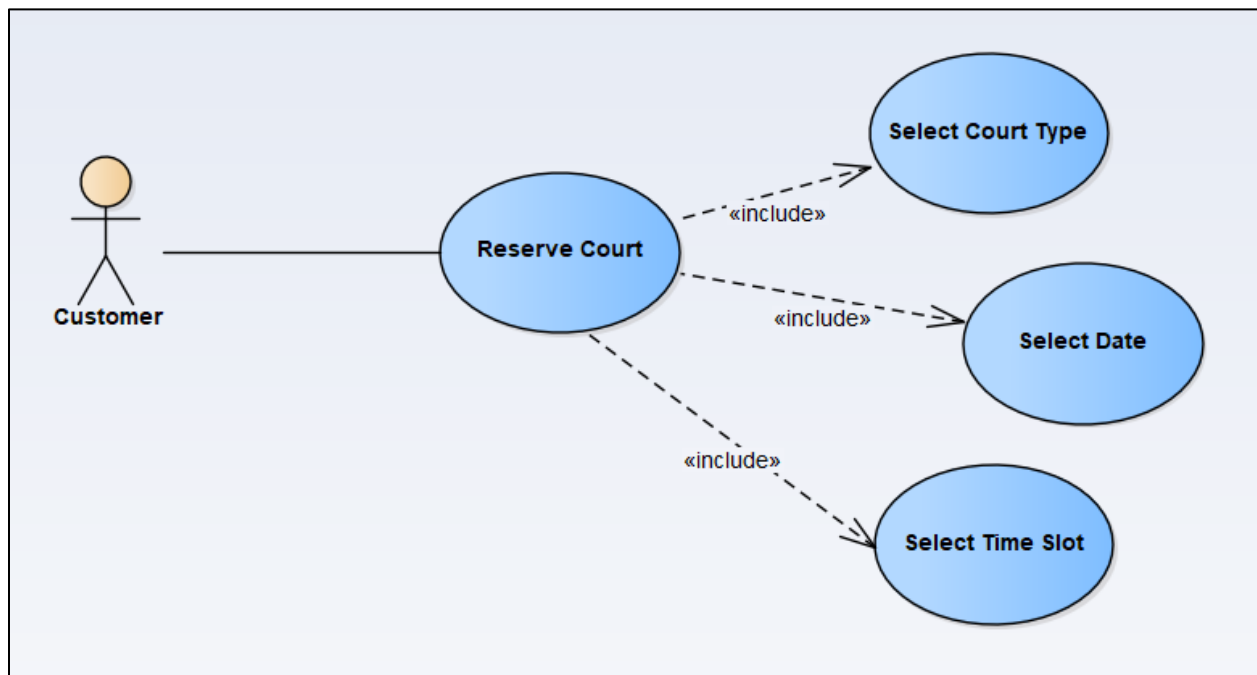 Select Court Type
«include»
Reserve Court
Customer
«include»
Select Date
«include»
Select Time Slot